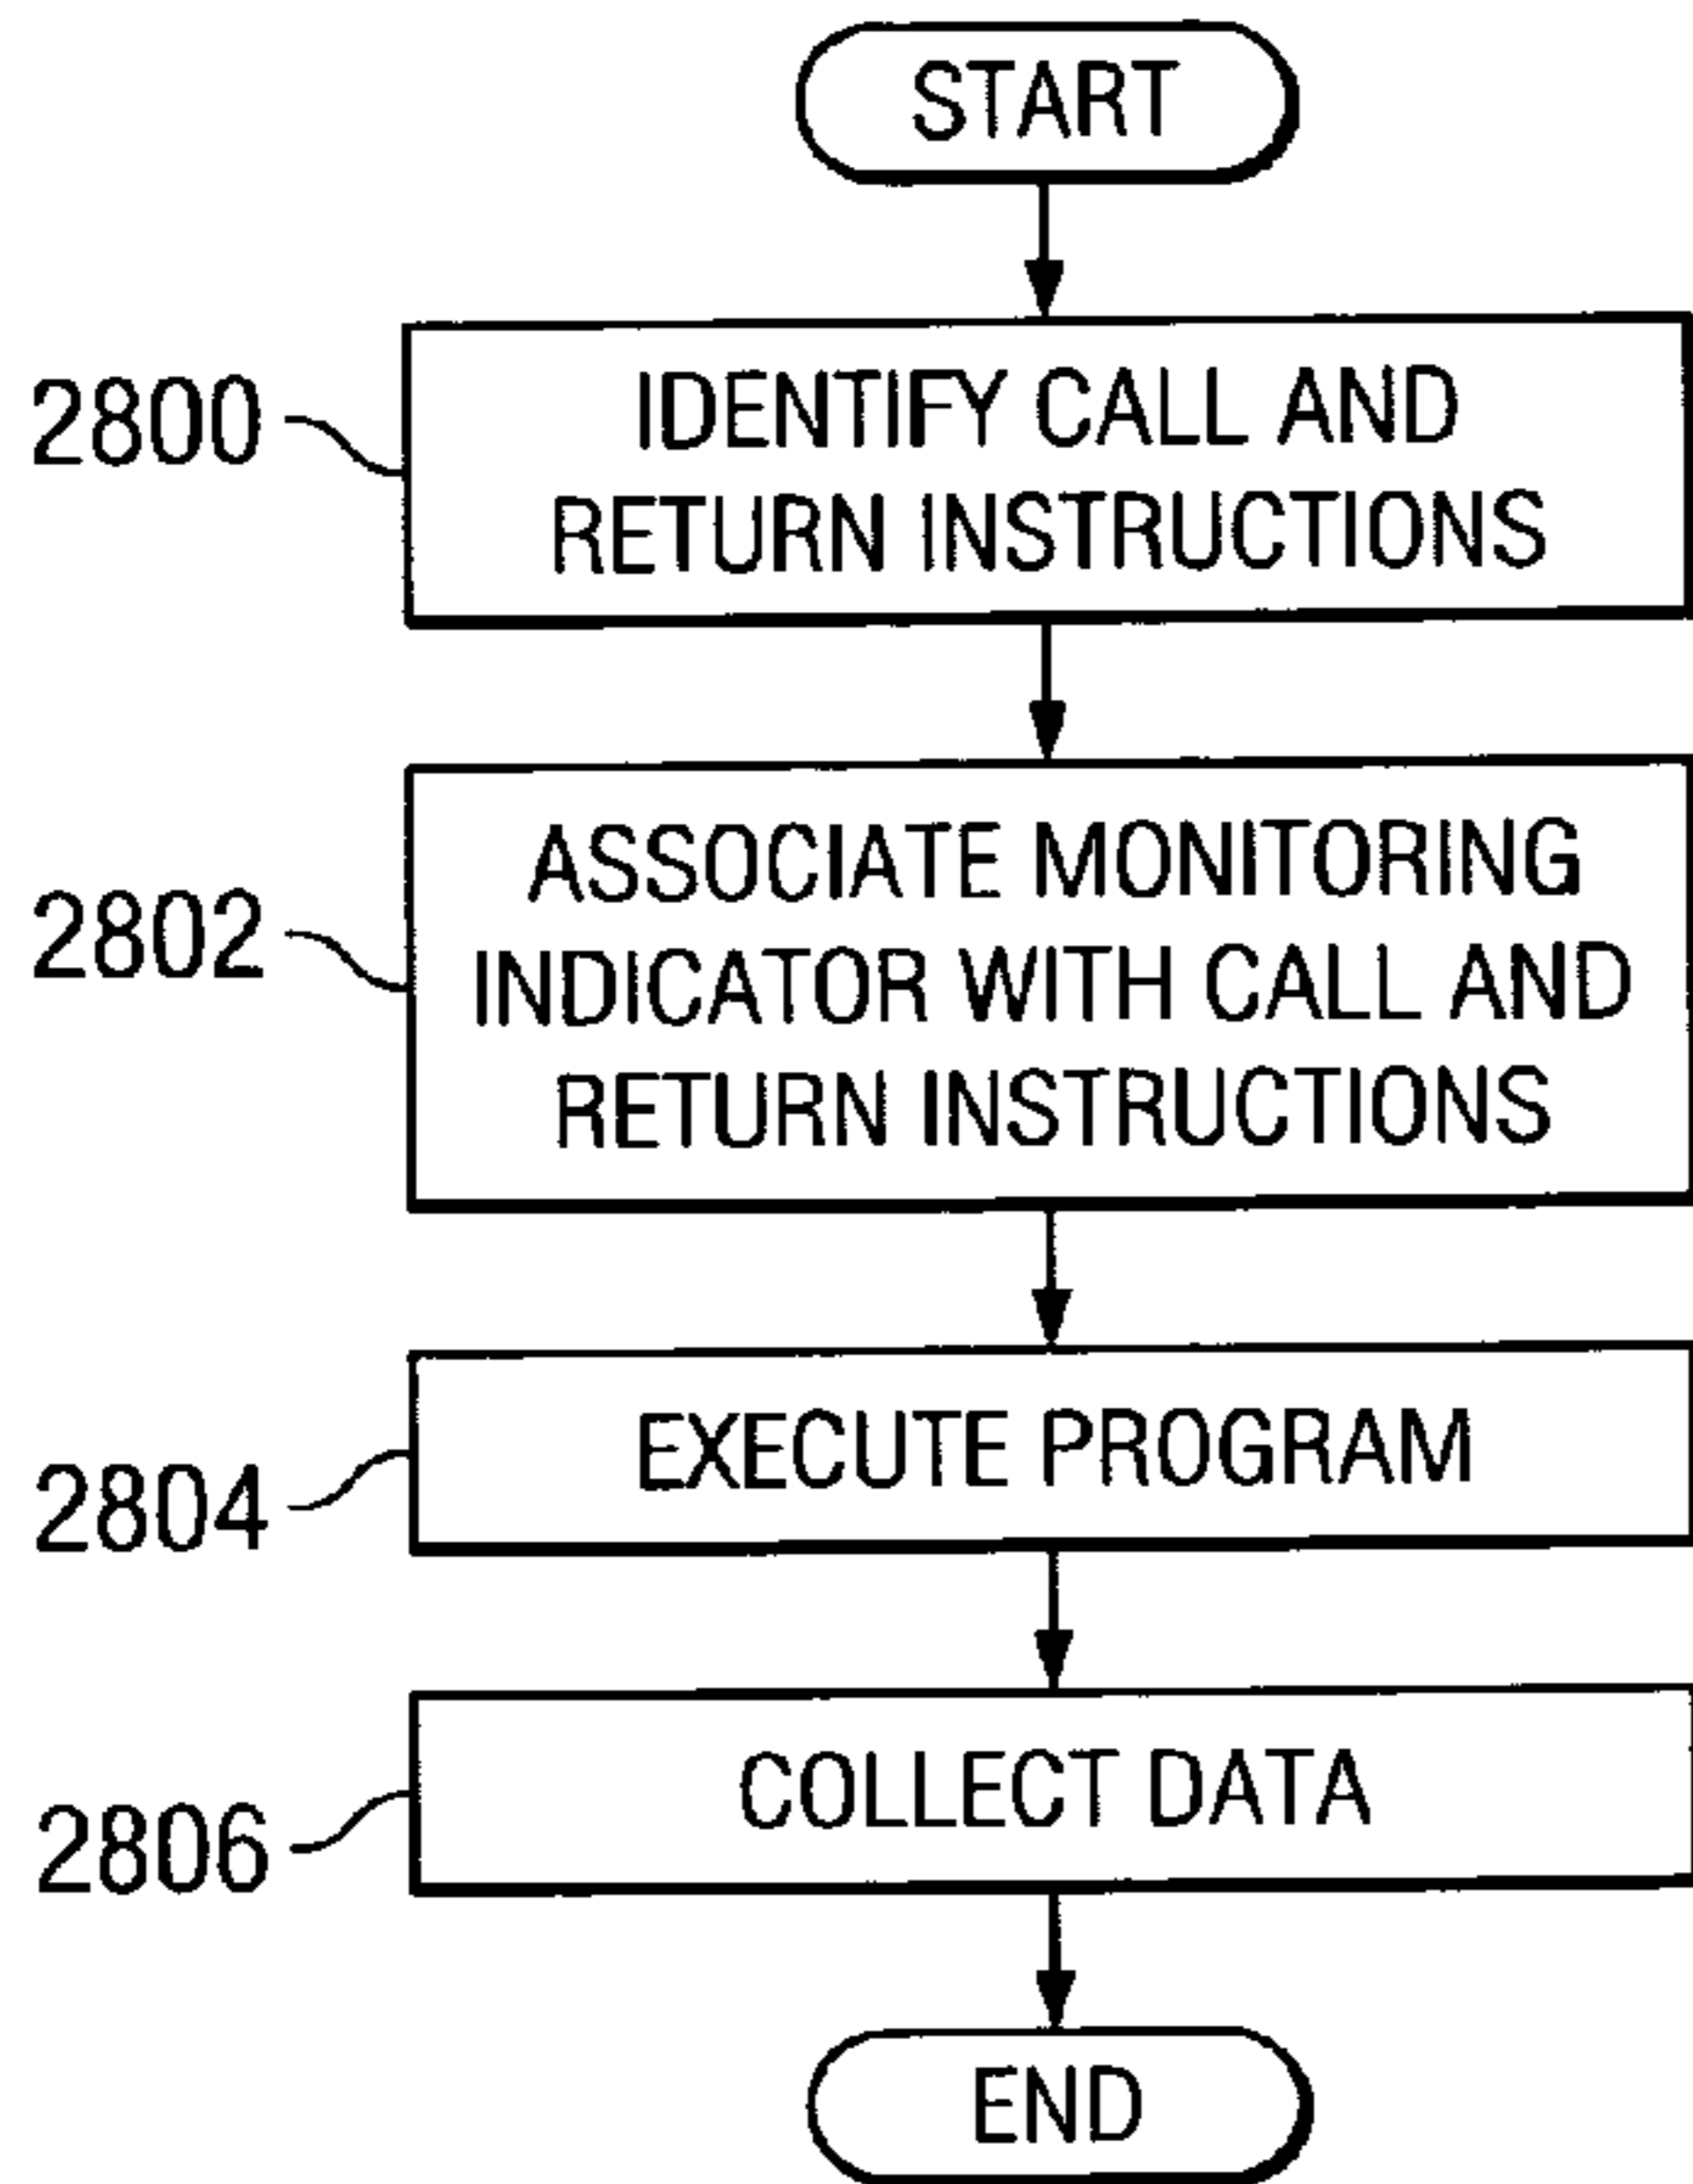 START
2800
IDENTIFY CALL AND
RETURN INSTRUCTIONS
2802
ASSOCIATE MONITORING
INDICATOR WITH CALL AND
RETURN INSTRUCTIONS
2804
EXECUTE PROGRAM
2806
COLLECT DATA
END